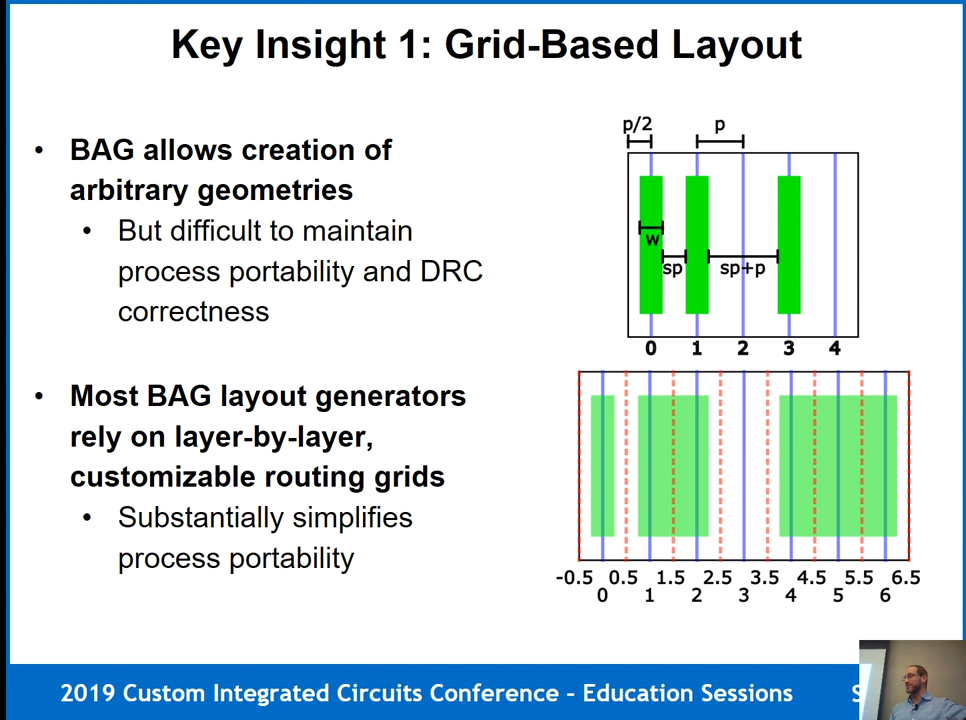 Key Insight 1: Grid-Based Layout
• BAG allows creation of
arbitrary geometries
• But difficult to maintain
process portability and DRC
correctness
• Most BAG layout generators
rely on layer-by-layer,
customizable routing grids
• Substantially simplifies
process portability
p/2 p
w
sp sp+p
0 1 2 3 4
-0.5 0.5 1.5 2.5 3.5 4.5 5.5 6.5
0 1 2 3 4 5 6
2019 Custom Integrated Circuits Conference - Education Sessions